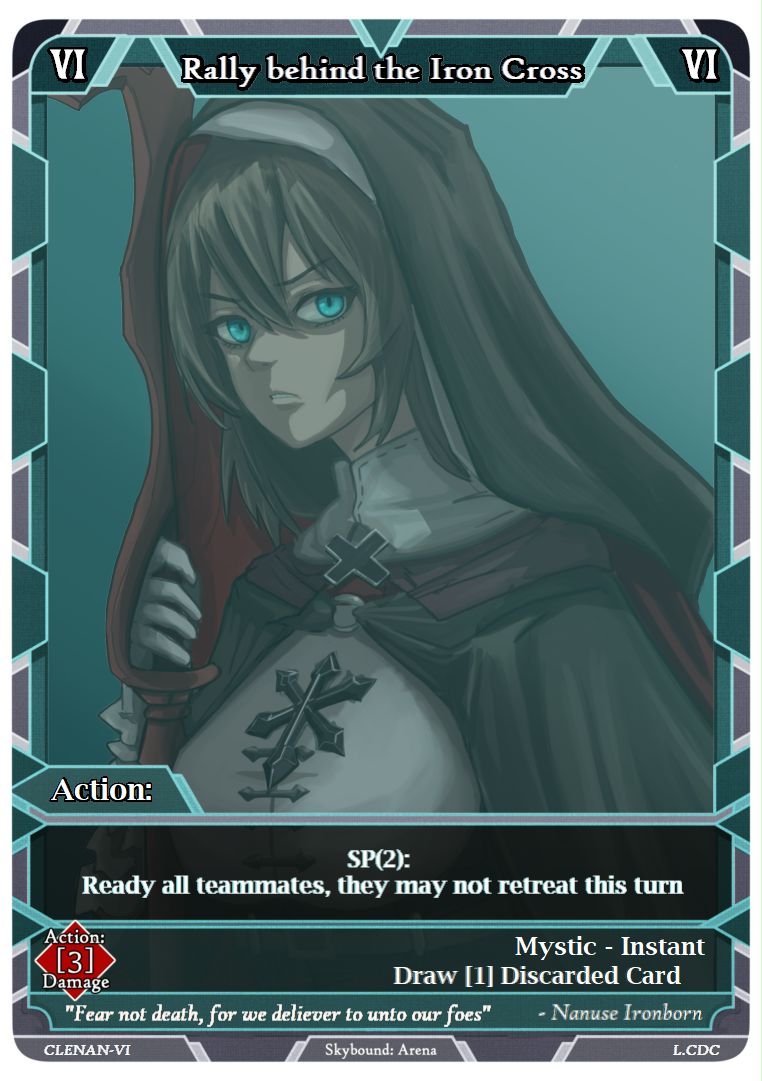 VI Rally behind the Iron Cross VI
Action:
SP(2):
Ready all teammates, they may not retreat this turn
Action:
[3]
Damage
Mystic - Instant
Draw [1] Discarded Card
"Fear not death, for we deliever to unto our foes" - Nanuse Ironborn
CLENAN-VI Skybound: Arena L.CDC